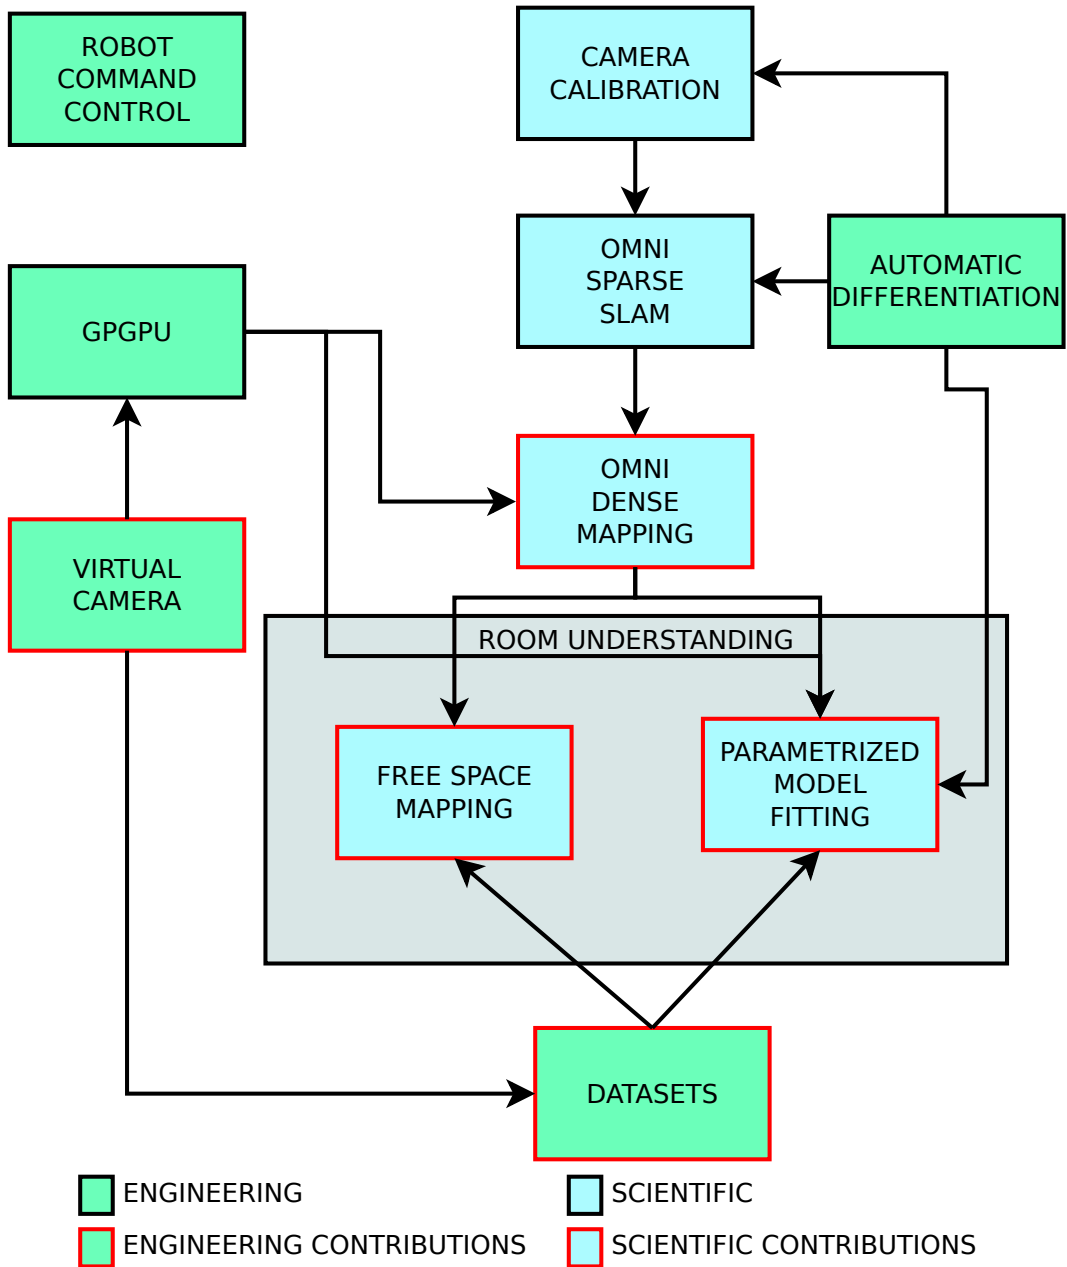 ROBOT
COMMAND
CONTROL
CAMERA
CALIBRATION
OMNI
SPARSE
SLAM
AUTOMATIC
DIFFERENTIATION
GPGPU
OMNI
DENSE
MAPPING
VIRTUAL
CAMERA
ROOM UNDERSTANDING
FREE SPACE
MAPPING
PARAMETRIZED
MODEL
FITTING
DATASETS
ENGINEERING
SCIENTIFIC
ENGINEERING CONTRIBUTIONS
SCIENTIFIC CONTRIBUTIONS